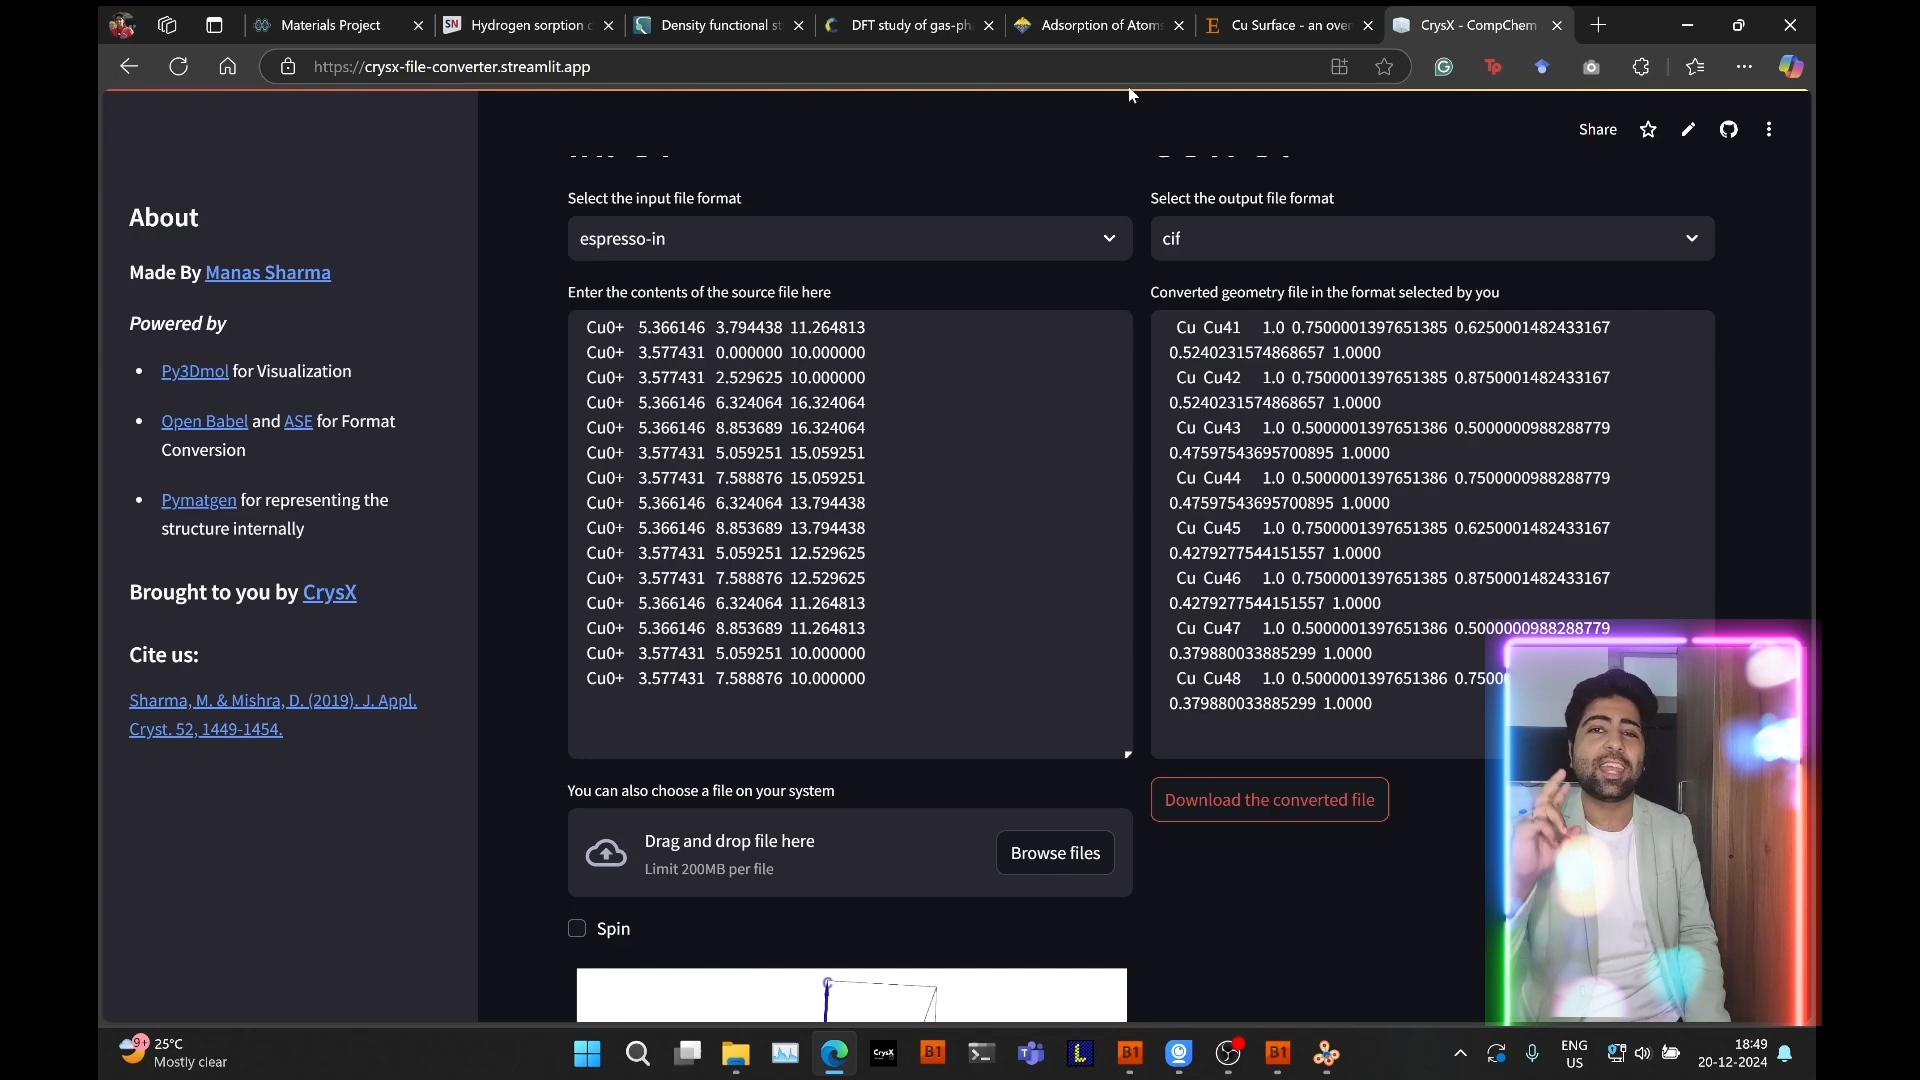 Materials Project
Hydrogen sorption c
Density functional st
DFT study of gas-ph
Adsorption of Atom
Cu Surface - an over
CrysX - CompChem
https://crysx-file-converter.streamlit.app
Share
About
Made By Manas Sharma
Powered by
Py3Dmol for Visualization
Open Babel and ASE for Format
Conversion
Pymatgen for representing the
structure internally
Brought to you by CrysX
Cite us:
Sharma, M. & Mishra, D. (2019). J. Appl.
Cryst. 52, 1449-1454.
Select the input file format
espresso-in
Enter the contents of the source file here
Cu0+ 5.366146 3.794438 11.264813
Cu0+ 3.577431 0.000000 10.000000
Cu0+ 3.577431 2.529625 10.000000
Cu0+ 5.366146 6.324064 16.324064
Cu0+ 5.366146 8.853689 16.324064
Cu0+ 3.577431 5.059251 15.059251
Cu0+ 3.577431 7.588876 15.059251
Cu0+ 5.366146 6.324064 13.794438
Cu0+ 5.366146 8.853689 13.794438
Cu0+ 3.577431 5.059251 12.529625
Cu0+ 3.577431 7.588876 12.529625
Cu0+ 5.366146 6.324064 11.264813
Cu0+ 5.366146 8.853689 11.264813
Cu0+ 3.577431 5.059251 10.000000
Cu0+ 3.577431 7.588876 10.000000
You can also choose a file on your system
Drag and drop file here
Limit 200MB per file
Browse files
Spin
Select the output file format
cif
Converted geometry file in the format selected by you
Cu Cu41 1.0 0.7500001397651385 0.6250001482433167
0.5240231574868657 1.0000
Cu Cu42 1.0 0.7500001397651385 0.8750001482433167
0.5240231574868657 1.0000
Cu Cu43 1.0 0.5000001397651386 0.5000000988288779
0.47597543695700895 1.0000
Cu Cu44 1.0 0.5000001397651386 0.7500000988288779
0.47597543695700895 1.0000
Cu Cu45 1.0 0.7500001397651385 0.6250001482433167
0.4279277544151557 1.0000
Cu Cu46 1.0 0.7500001397651385 0.8750001482433167
0.4279277544151557 1.0000
Cu Cu47 1.0 0.5000001397651386 0.5000000988288779
0.379880033885299 1.0000
Cu Cu48 1.0 0.5000001397651386 0.7500
0.379880033885299 1.0000
Download the converted file
9+
25°C
Mostly clear
CrysX
B1
B1
B1
ENG
US
18:49
20-12-2024